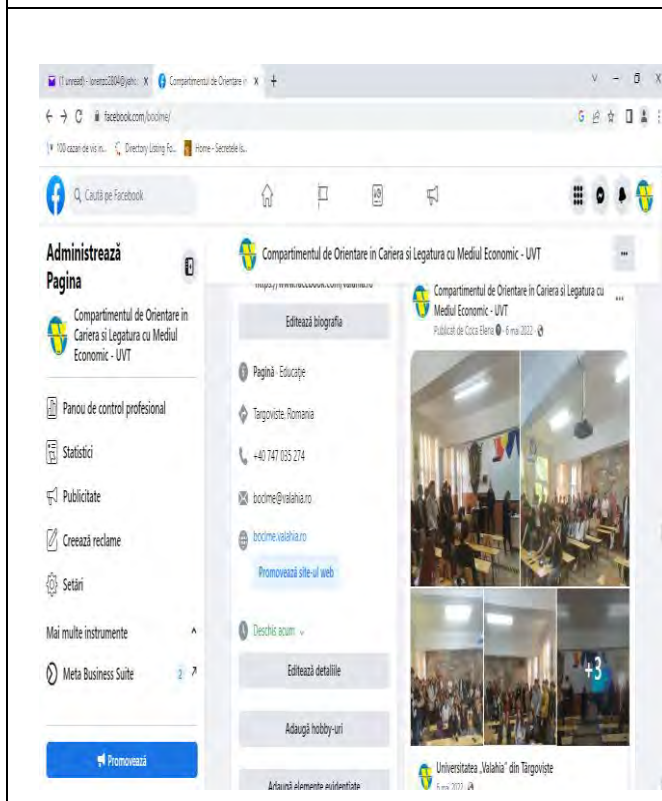 (1 unread) - lorenzo2804@yaho...
Compartimentul de Orientare in
facebook.com/bocime/
100 cazari de vis in...
Directory Listing Fo...
Home - Secretele is...
Caută pe Facebook
Administrează
Pagina
Compartimentul de Orientare in
Cariera si Legatura cu Mediul
Economic - UVT
Panou de control profesional
Statistici
Publicitate
Creează reclame
Setări
Mai multe instrumente
Meta Business Suite
2
Promovează
Compartimentul de Orientare in Cariera si Legatura cu Mediul Economic - UVT
https://www.facebook.com/valahia.ro
Editează biografia
Pagină · Educație
Targoviste, Romania
+40 747 035 274
bocime@valahia.ro
bocime.valahia.ro
Promovează site-ul web
Deschis acum
Editează detaliile
Adaugă hobby-uri
Adaugă elemente evidențiate
Compartimentul de Orientare in Cariera si Legatura cu
Mediul Economic - UVT
Publicat de Coca Elena · 6 mai 2022 ·
+3
Universitatea „Valahia” din Târgoviște
6 mai 2022 ·